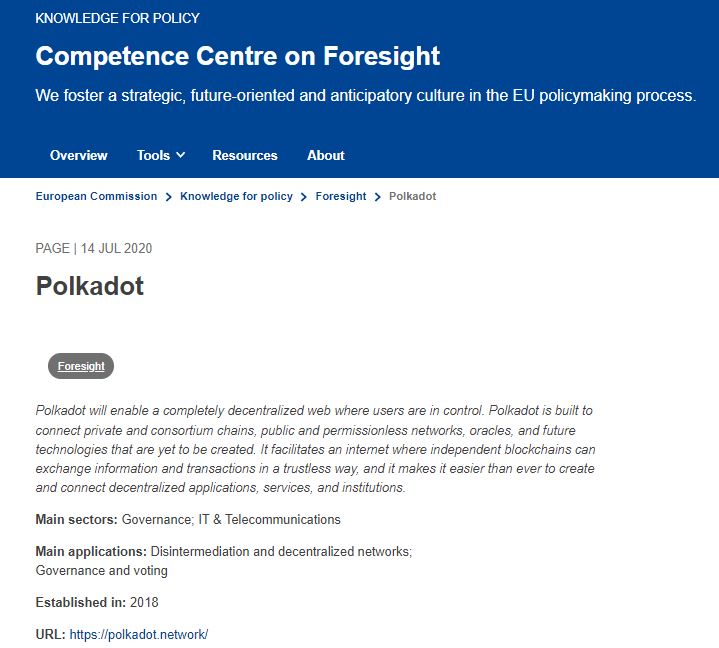 KNOWLEDGE FOR POLICY
Competence Centre on Foresight
We foster a strategic, future-oriented and anticipatory culture in the EU policymaking process.
Overview Tools Resources About
European Commission > Knowledge for policy > Foresight > Polkadot
PAGE | 14 JUL 2020
Polkadot
Foresight
Polkadot will enable a completely decentralized web where users are in control. Polkadot is built to
connect private and consortium chains, public and permissionless networks, oracles, and future
technologies that are yet to be created. It facilitates an internet where independent blockchains can
exchange information and transactions in a trustless way, and it makes it easier than ever to create
and connect decentralized applications, services, and institutions.
Main sectors: Governance; IT & Telecommunications
Main applications: Disintermediation and decentralized networks;
Governance and voting
Established in: 2018
URL: https://polkadot.network/